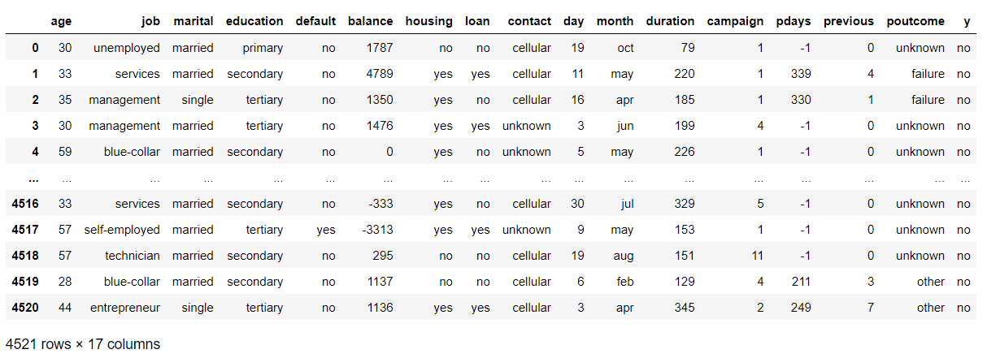 age job marital education default balance housing loan contact day month duration campaign pdays previous poutcome y
0 30 unemployed married primary no 1787 no no cellular 19 oct 79 1 -1 0 unknown no
1 33 services married secondary no 4789 yes yes cellular 11 may 220 1 339 4 failure no
2 35 management single tertiary no 1350 yes no cellular 16 apr 185 1 330 1 failure no
3 30 management married tertiary no 1476 yes yes unknown 3 jun 199 4 -1 0 unknown no
4 59 blue-collar married secondary no 0 yes no unknown 5 may 226 1 -1 0 unknown no
... ... ... ... ... ... ... ... ... ... ... ... ... ... ... ... ... ...
4516 33 services married secondary no -333 yes no cellular 30 jul 329 5 -1 0 unknown no
4517 57 self-employed married tertiary yes -3313 yes yes unknown 9 may 153 1 -1 0 unknown no
4518 57 technician married secondary no 295 no no cellular 19 aug 151 11 -1 0 unknown no
4519 28 blue-collar married secondary no 1137 no no cellular 6 feb 129 4 211 3 other no
4520 44 entrepreneur single tertiary no 1136 yes yes cellular 3 apr 345 2 249 7 other no
4521 rows × 17 columns